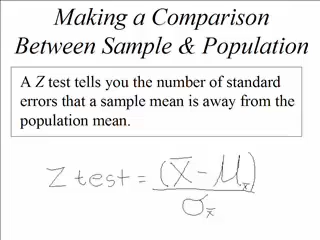 Making a Comparison
Between Sample & Population
A Z test tells you the number of standard
errors that a sample mean is away from the
population mean.
Z test = (X̄ - μx̄)
σx̄